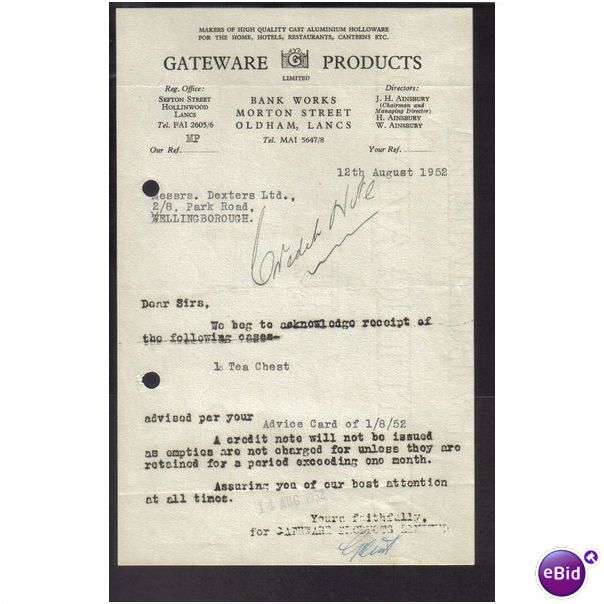 MAKERS OF HIGH QUALITY CAST ALUMINIUM HOLLOWARE
FOR THE HOME, HOTELS, RESTAURANTS, CANTEENS ETC.
GATEWARE G PRODUCTS
LIMITED
Reg. Office:
SEFTON STREET
HOLLINWOOD
LANCS
Tel. FAI 2605/6
BANK WORKS
MORTON STREET
OLDHAM, LANCS
Tel. MAI 5647/8
Directors:
J. H. AINSBURY
(Chairman and
Managing Director)
H. AINSBURY
W. AINSBURY
MP
Our Ref.
Your Ref.
12th August 1952
Messrs. Dexters Ltd.,
2/8, Park Road,
WELLINGBOROUGH.
Credit Note
Dear Sirs,
We beg to acknowledge receipt of
the following cases-
1 Tea Chest
advised per your Advice Card of 1/8/52
A credit note will not be issued
as empties are not charged for unless they are
retained for a period exceeding one month.
Assuring you of our best attention
at all times.
14 AUG 1952
Yours faithfully,
for GATEWARE PRODUCTS LIMITED
eBid